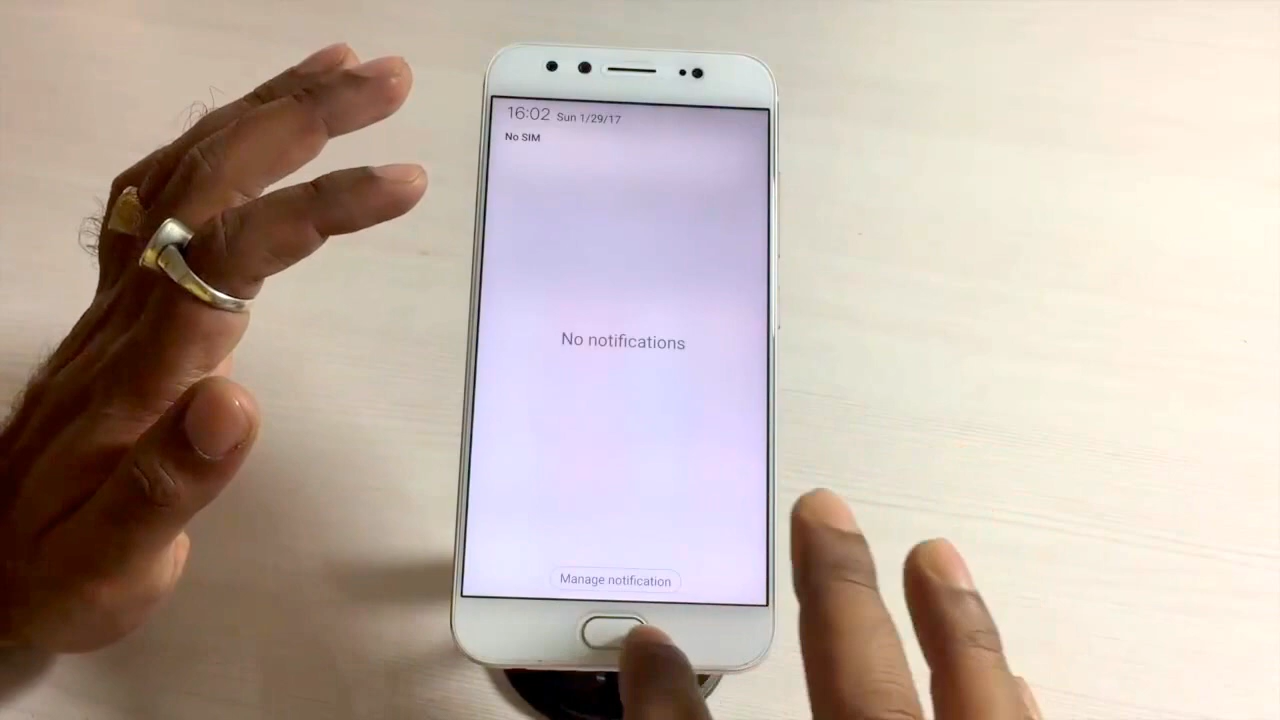 16:02 Sun 1/29/17
No SIM
No notifications
Manage notification